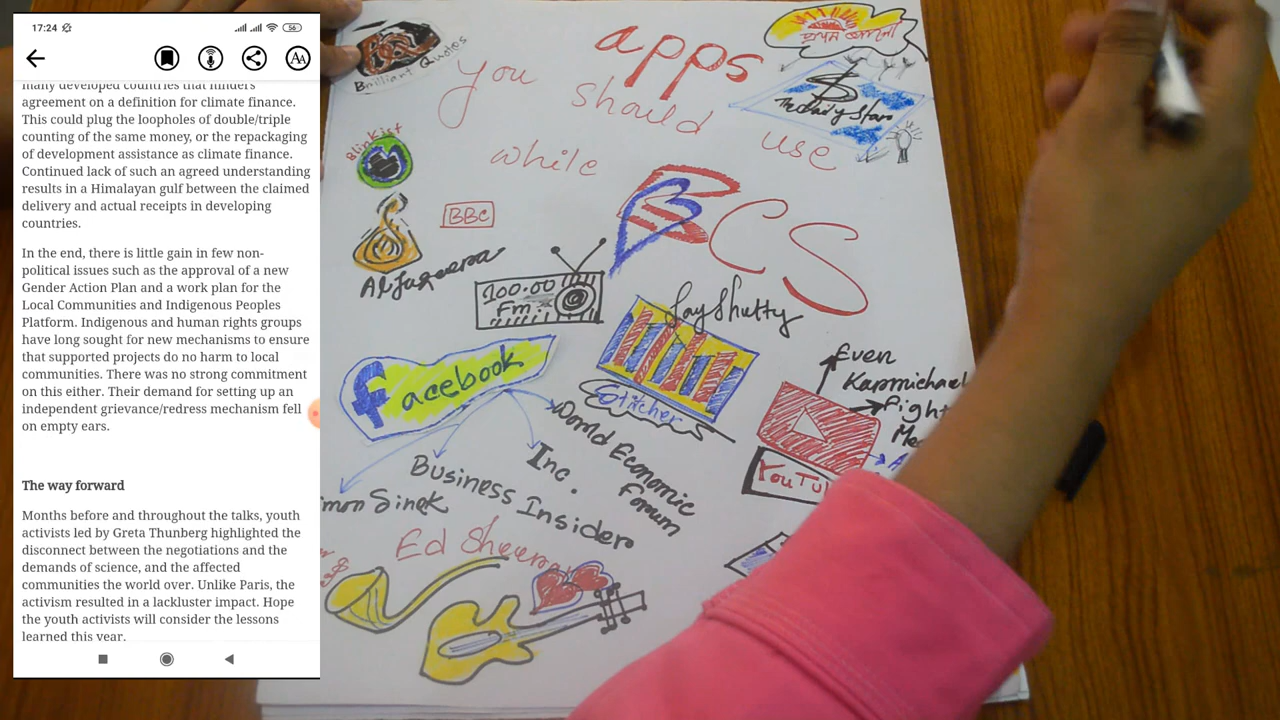 17:24
56
AA
many developed countries that hinders
agreement on a definition for climate finance.
This could plug the loopholes of double/triple
counting of the same money, or the repackaging
of development assistance as climate finance.
Continued lack of such an agreed understanding
results in a Himalayan gulf between the claimed
delivery and actual receipts in developing
countries.
In the end, there is little gain in few non-
political issues such as the approval of a new
Gender Action Plan and a work plan for the
Local Communities and Indigenous Peoples
Platform. Indigenous and human rights groups
have long sought for new mechanisms to ensure
that supported projects do no harm to local
communities. There was no strong commitment
on this either. Their demand for setting up an
independent grievance/redress mechanism fell
on empty ears.
The way forward
Months before and throughout the talks, youth
activists led by Greta Thunberg highlighted the
disconnect between the negotiations and the
demands of science, and the affected
communities the world over. Unlike Paris, the
activism resulted in a lackluster impact. Hope
the youth activists will consider the lessons
learned this year.
Brilliant Quotes
apps
প্রথম আলো
you should use
The Daily Star
while
BlinKist
BCS
BBC
Aljazeera
100.00
Fm
Jay Shutty
Stitcher
facebook
Even
Karmichael
Fight
YouTu
World Economic
Forum
Inc.
Business Insider
mon Sinek
Ed Sheeran